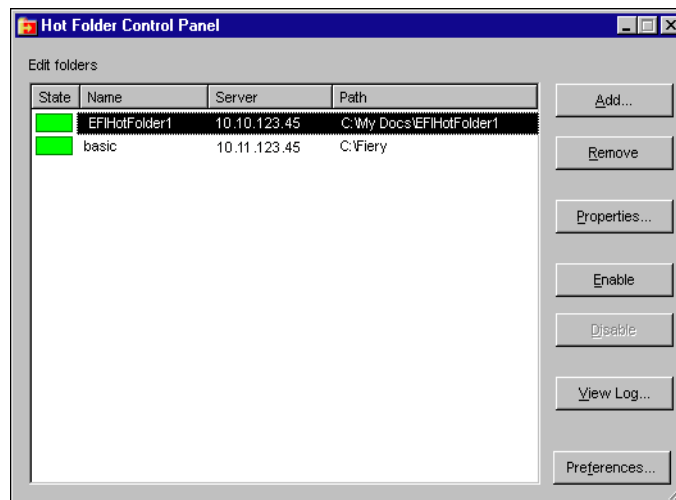 Hot Folder Control Panel
Edit folders
State Name Server Path
EFIHotFolder1 10.10.123.45 C:\My Docs\EFIHotFolder1
basic 10.11.123.45 C:\Fiery
Add...
Remove
Properties...
Enable
Disable
View Log...
Preferences...